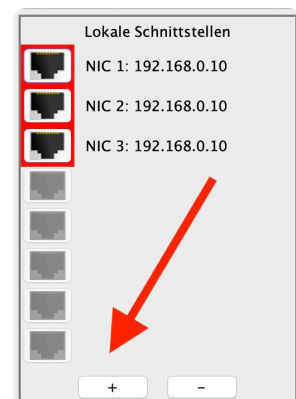 Lokale Schnittstellen
NIC 1: 192.168.0.10
NIC 2: 192.168.0.10
NIC 3: 192.168.0.10
+ -